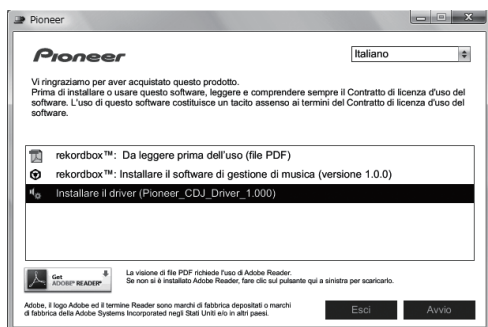 Pioneer
Pioneer
Italiano
Vi ringraziamo per aver acquistato questo prodotto.
Prima di installare o usare questo software, leggere e comprendere sempre il Contratto di licenza d'uso del
software. L'uso di questo software costituisce un tacito assenso ai termini del Contratto di licenza d'uso del
software.
rekordbox™: Da leggere prima dell'uso (file PDF)
rekordbox™: Installare il software di gestione di musica (versione 1.0.0)
Installare il driver (Pioneer_CDJ_Driver_1.000)
Get
ADOBE® READER®
La visione di file PDF richiede l'uso di Adobe Reader.
Se non si è installato Adobe Reader, fare clic sul pulsante qui a sinistra per scaricarlo.
Adobe, il logo Adobe ed il termine Reader sono marchi di fabbrica depositati o marchi
di fabbrica della Adobe Systems Incorporated negli Stati Uniti e/o in altri paesi.
Esci
Avvio